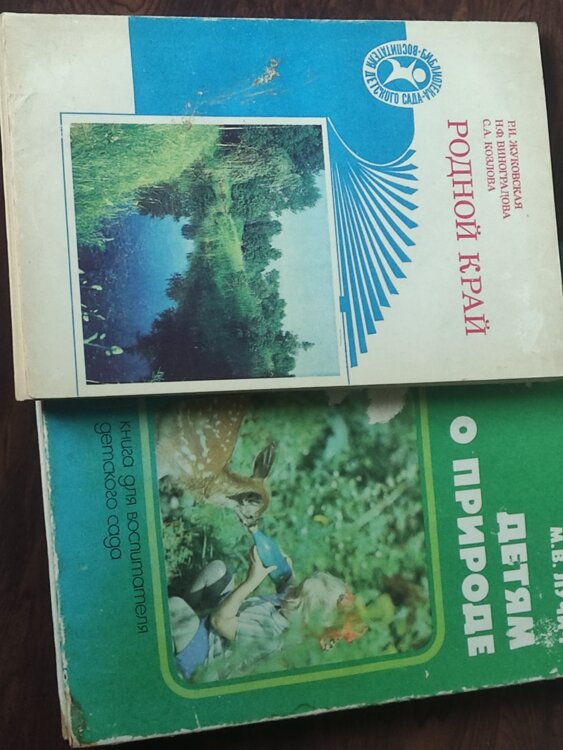 БИБЛИОТЕКА ВОСПИТАТЕЛЯ ДЕТСКОГО САДА
Р.И. ЖУКОВСКАЯ
Н.Ф. ВИНОГРАДОВА
С.А. КОЗЛОВА
РОДНОЙ КРАЙ
М.В.
ДЕТЯМ
О ПРИРОДЕ
книга для воспитателя
детского сада